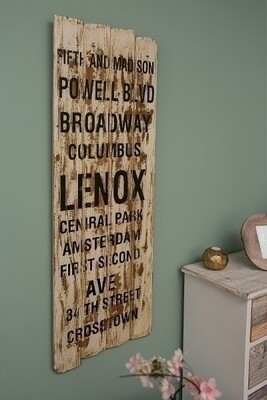 FIFTH AND MADISON
POWELL BLVD
BROADWAY
COLUMBUS
LENOX
CENTRAL PARK
AMSTERDAM
FIRST SECOND
AVE
34 TH STREET
CROSSTOWN